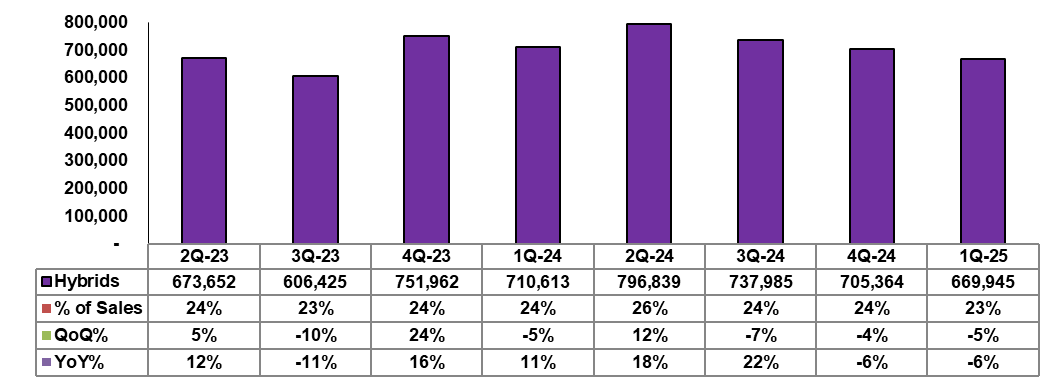 800,000
700,000
600,000
500,000
400,000
300,000
200,000
100,000
-
2Q-23 3Q-23 4Q-23 1Q-24 2Q-24 3Q-24 4Q-24 1Q-25
Hybrids 673,652 606,425 751,962 710,613 796,839 737,985 705,364 669,945
% of Sales 24% 23% 24% 24% 26% 24% 24% 23%
QoQ% 5% -10% 24% -5% 12% -7% -4% -5%
YoY% 12% -11% 16% 11% 18% 22% -6% -6%